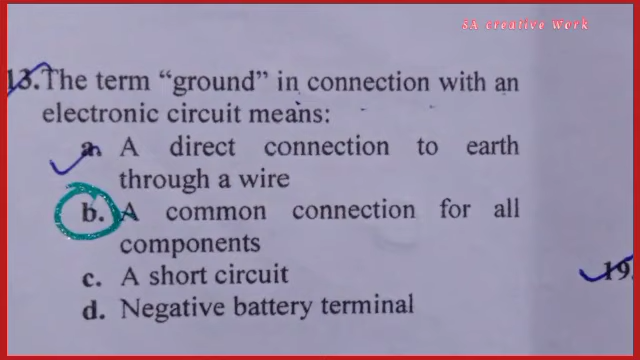 5A creative Work
13. The term “ground” in connection with an
electronic circuit means:
a. A direct connection to earth
through a wire
b. A common connection for all
components
c. A short circuit
19.
d. Negative battery terminal